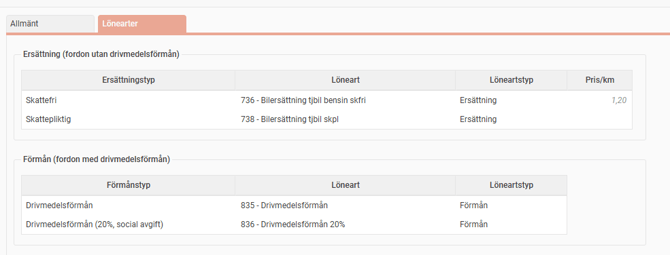 Allmänt Lönearter
Ersättning (fordon utan drivmedelsförmån)
Ersättningstyp Löneart Löneartstyp Pris/km
Skattefri 736 - Bilersättning tjbil bensin skfri Ersättning 1,20
Skattepliktig 738 - Bilersättning tjbil skpl Ersättning
Förmån (fordon med drivmedelsförmån)
Förmånstyp Löneart Löneartstyp
Drivmedelsförmån 835 - Drivmedelsförmån Förmån
Drivmedelsförmån (20%, social avgift) 836 - Drivmedelsförmån 20% Förmån